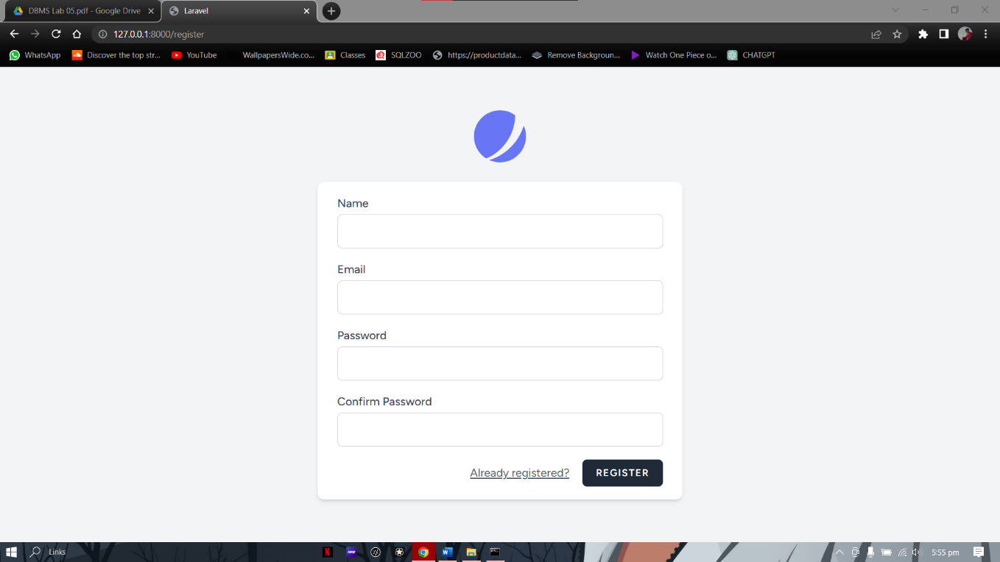 DBMS Lab 05.pdf - Google Drive
Laravel
127.0.0.1:8000/register
WhatsApp
Discover the top str...
YouTube
WallpapersWide.co...
Classes
SQLZOO
https://productdata...
Remove Backgroun...
Watch One Piece o...
CHATGPT
Name
Email
Password
Confirm Password
Already registered?
REGISTER
Links
5:55 pm